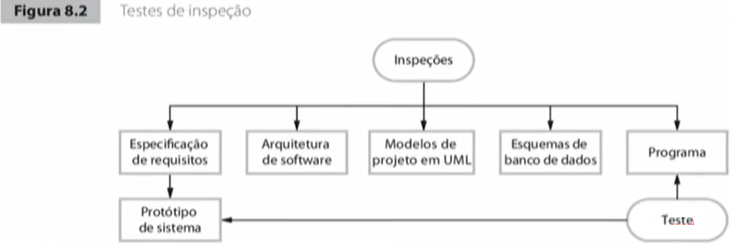 Figura 8.2 Testes de inspeção
Inspeções
Especificação
de requisitos
Arquitetura
de software
Modelos de
projeto em UML
Esquemas de
banco de dados
Programa
Protótipo
de sistema
Teste